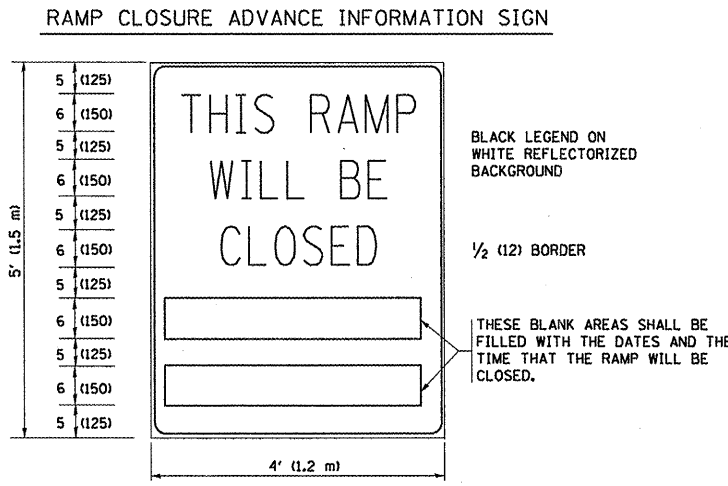 RAMP CLOSURE ADVANCE INFORMATION SIGN
5 (125)
6 (150)
5 (125)
6 (150)
5 (125)
6 (150)
5 (125)
6 (150)
5 (125)
6 (150)
5 (125)
5' (1.5 m)
THIS RAMP
WILL BE
CLOSED
BLACK LEGEND ON
WHITE REFLECTORIZED
BACKGROUND
1/2 (12) BORDER
THESE BLANK AREAS SHALL BE
FILLED WITH THE DATES AND THE
TIME THAT THE RAMP WILL BE
CLOSED.
4' (1.2 m)